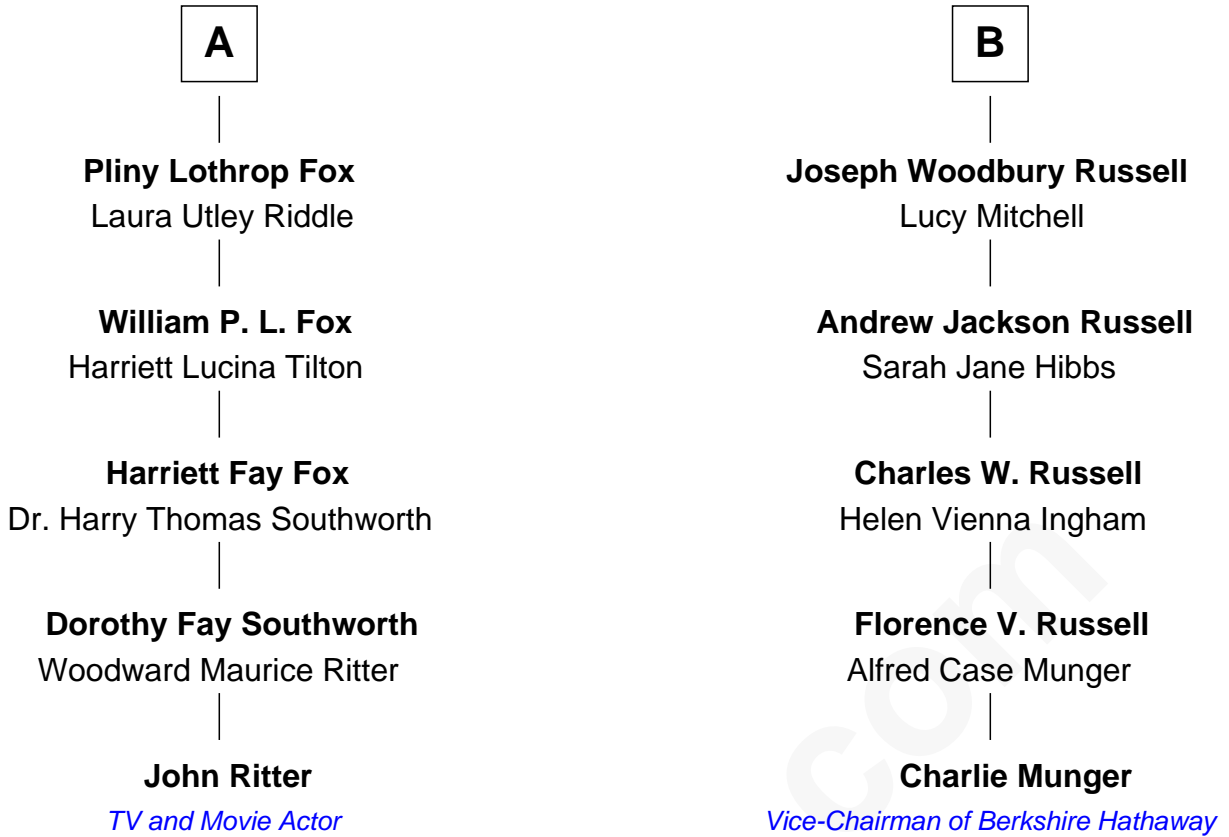 A
Pliny Lothrop Fox
Laura Utley Riddle
William P. L. Fox
Harriett Lucina Tilton
Harriett Fay Fox
Dr. Harry Thomas Southworth
Dorothy Fay Southworth
Woodward Maurice Ritter
John Ritter
TV and Movie Actor
B
Joseph Woodbury Russell
Lucy Mitchell
Andrew Jackson Russell
Sarah Jane Hibbs
Charles W. Russell
Helen Vienna Ingham
Florence V. Russell
Alfred Case Munger
Charlie Munger
Vice-Chairman of Berkshire Hathaway
com